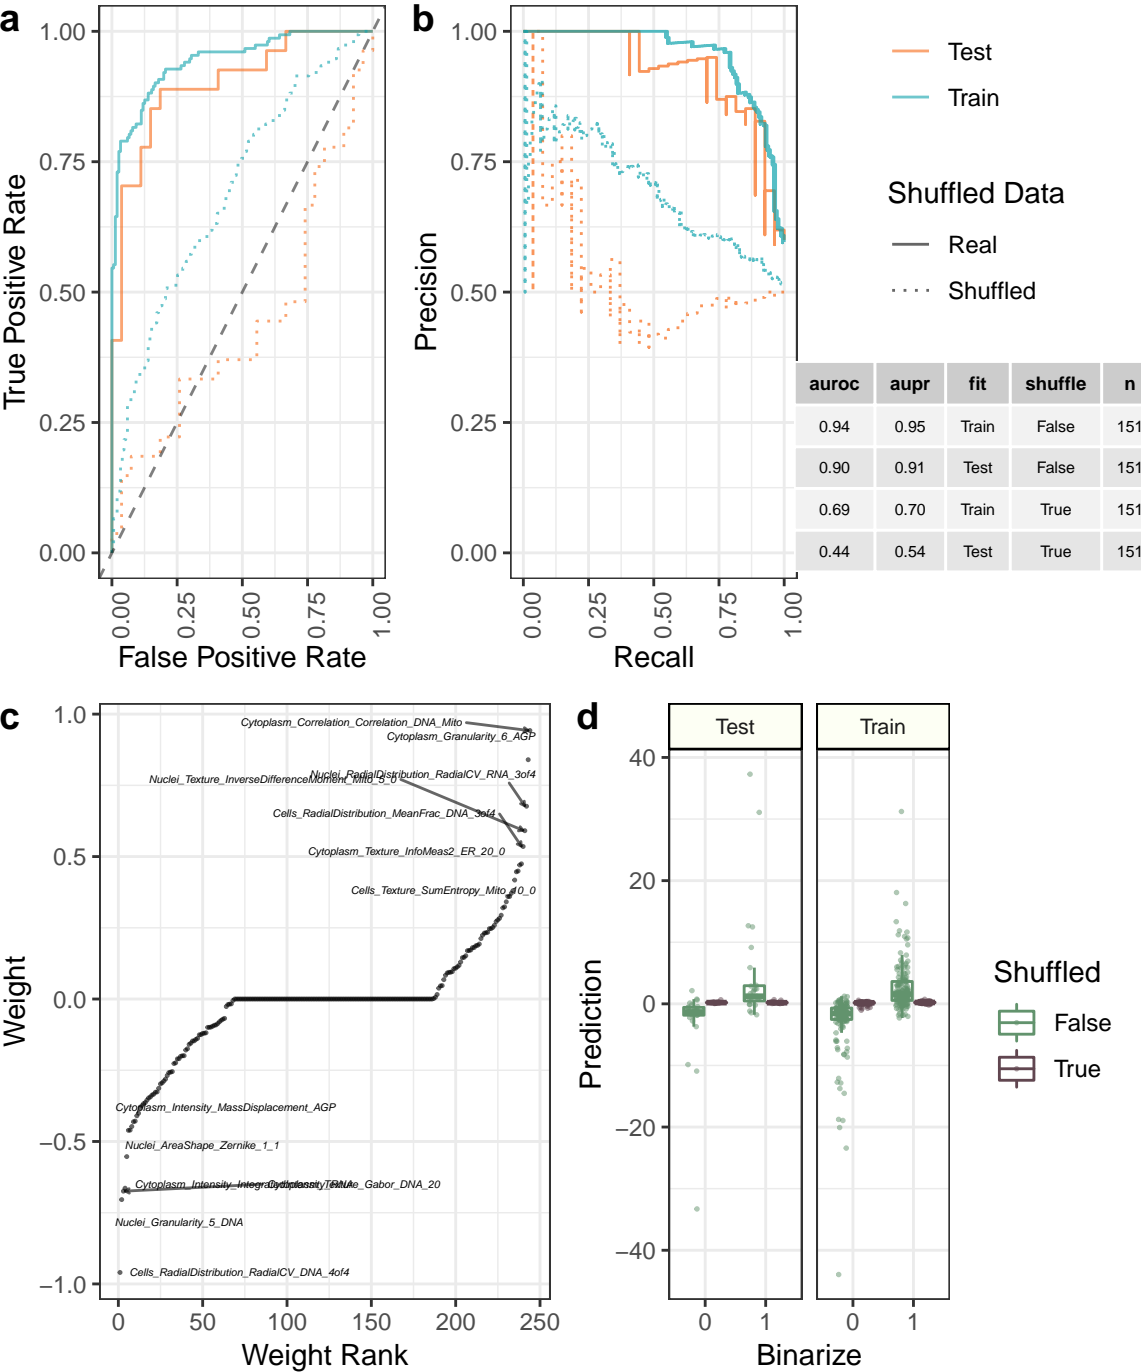 a
1.00
0.75
0.50
0.25
0.00
True Positive Rate
0.00
0.25
0.50
0.75
1.00
False Positive Rate
b
1.00
0.75
0.50
0.25
0.00
Precision
0.00
0.25
0.50
0.75
1.00
Recall
Test
Train
Shuffled Data
Real
Shuffled
auroc aupr fit shuffle n
0.94 0.95 Train False 151
0.90 0.91 Test False 151
0.69 0.70 Train True 151
0.44 0.54 Test True 151
c
1.0
0.5
0.0
−0.5
−1.0
Weight
Cytoplasm_Correlation_Correlation_DNA_Mito
Cytoplasm_Granularity_6_AGP
Nuclei_RadialDistribution_RadialCV_RNA_3of4
Nuclei_Texture_InverseDifferenceMoment_Mito_5_0
Cells_RadialDistribution_MeanFrac_DNA_3of4
Cytoplasm_Texture_InfoMeas2_ER_20_0
Cells_Texture_SumEntropy_Mito_10_0
Cytoplasm_Intensity_MassDisplacement_AGP
Nuclei_AreaShape_Zernike_1_1
Cytoplasm_Intensity_IntegratedIntensity_RNA
Cytoplasm_Texture_Gabor_DNA_20
Nuclei_Granularity_5_DNA
Cells_RadialDistribution_RadialCV_DNA_4of4
0 50 100 150 200 250
Weight Rank
d
Test Train
40
20
0
−20
−40
Prediction
0 1 0 1
Binarize
Shuffled
False
True